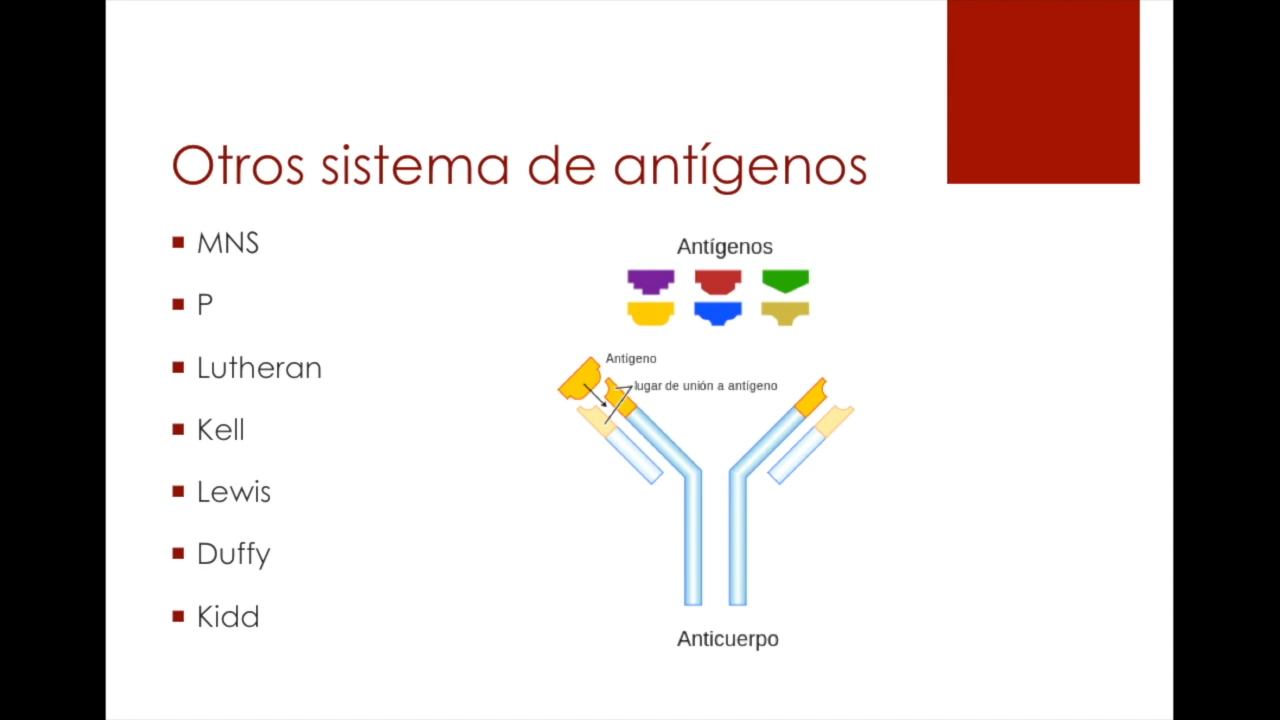 Otros sistema de antígenos
MNS
P
Lutheran
Kell
Lewis
Duffy
Kidd
Antígenos
Antígeno
lugar de unión a antígeno
Anticuerpo